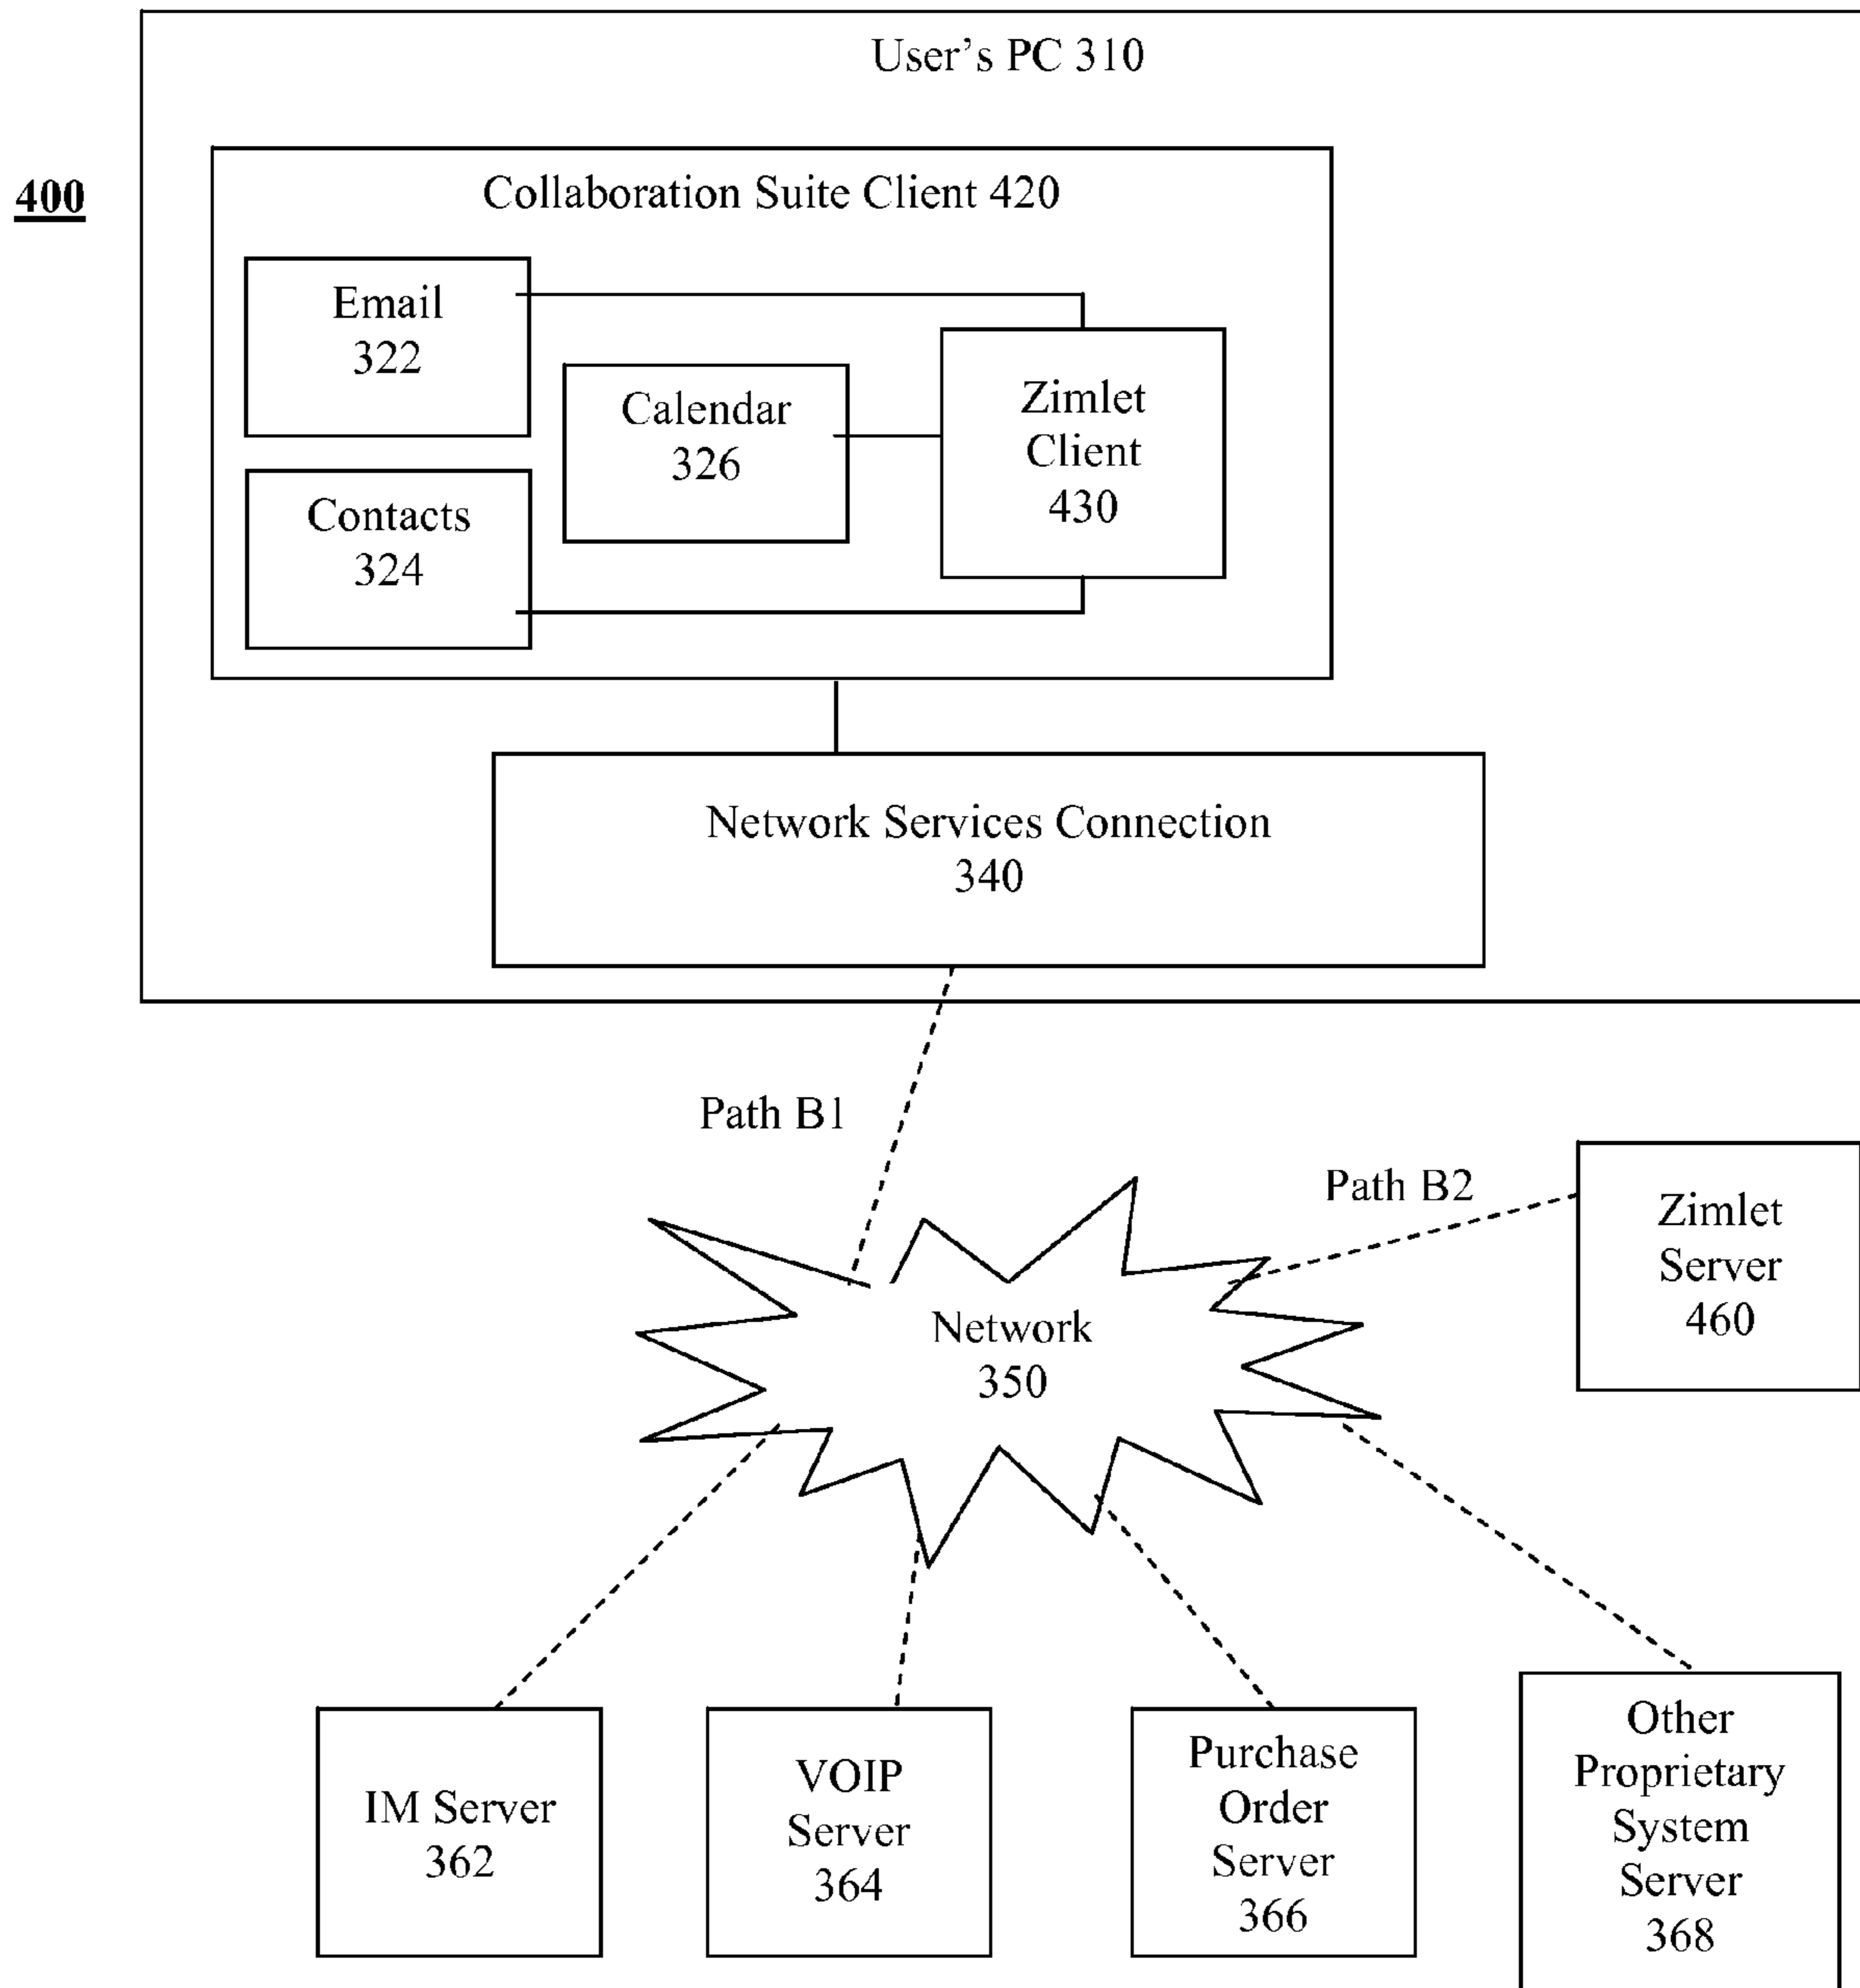 User's PC 310
400
Collaboration Suite Client 420
Email
322
Calendar
326
Zimlet
Client
430
Contacts
324
Network Services Connection
340
Path B1
Path B2
Zimlet
Server
460
Network
350
IM Server
362
VOIP
Server
364
Purchase
Order
Server
366
Other
Proprietary
System
Server
368